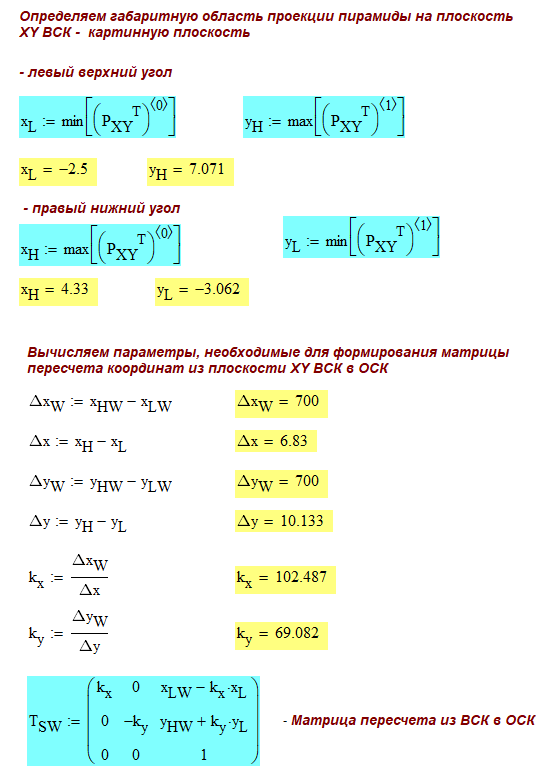 Определяем габаритную область проекции пирамиды на плоскость
XY ВСК - картинную плоскость
- левый верхний угол
x_L := min[(P_XY^T)^⟨0⟩] y_H := max[(P_XY^T)^⟨1⟩]
x_L = −2.5 y_H = 7.071
- правый нижний угол
x_H := max[(P_XY^T)^⟨0⟩] y_L := min[(P_XY^T)^⟨1⟩]
x_H = 4.33 y_L = −3.062
Вычисляем параметры, необходимые для формирования матрицы
пересчета координат из плоскости XY ВСК в ОСК
Δx_W := x_HW − x_LW Δx_W = 700
Δx := x_H − x_L Δx = 6.83
Δy_W := y_HW − y_LW Δy_W = 700
Δy := y_H − y_L Δy = 10.133
k_x := Δx_W / Δx k_x = 102.487
k_y := Δy_W / Δy k_y = 69.082
k_x 0 x_LW − k_x·x_L
T_SW := 0 −k_y y_HW + k_y·y_L - Матрица пересчета из ВСК в ОСК
0 0 1